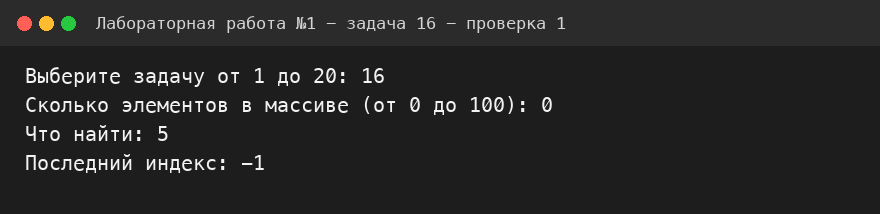 Лабораторная работа №1 — задача 16 — проверка 1
Выберите задачу от 1 до 20: 16
Сколько элементов в массиве (от 0 до 100): 0
Что найти: 5
Последний индекс: −1